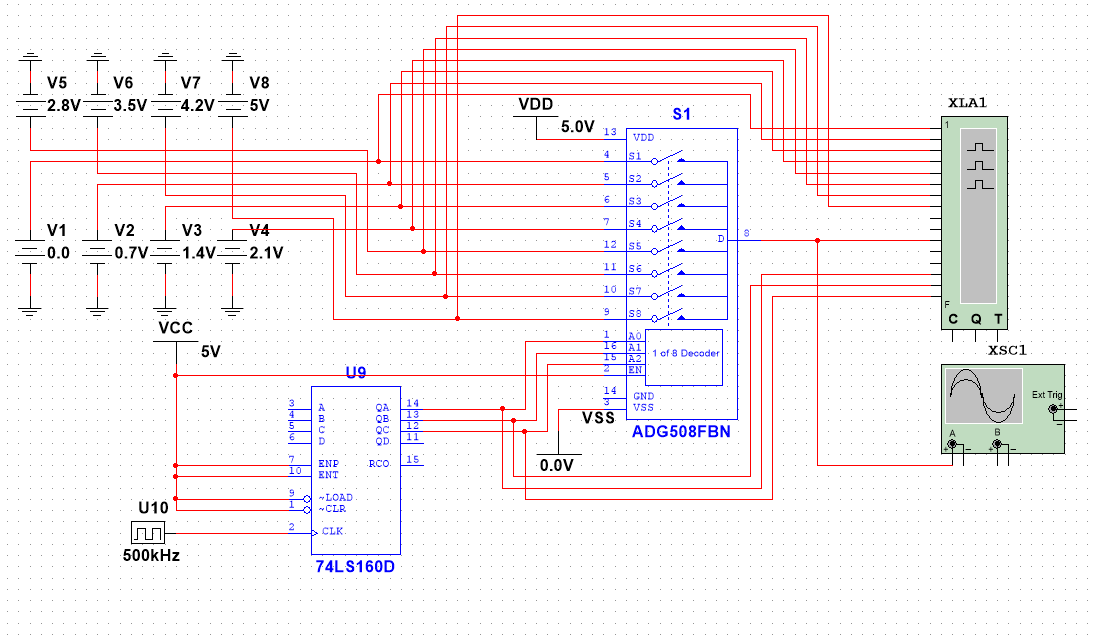 V5
2.8V
V6
3.5V
V7
4.2V
V8
5V
V1
0.0
V2
0.7V
V3
1.4V
V4
2.1V
VDD
5.0V
S1
13 VDD
4 S1
5 S2
6 S3
7 S4
12 S5
11 S6
10 S7
9 S8
D 8
1 A0
16 A1
15 A2
2 EN
1 of 8 Decoder
14 GND
3 VSS
ADG508FBN
VSS
0.0V
VCC
5V
U9
3 A QA 14
4 B QB 13
5 C QC 12
6 D QD 11
7 ENP RCO 15
10 ENT
9 ~LOAD
1 ~CLR
2 CLK
74LS160D
U10
500kHz
XLA1
1
F
C Q T
XSC1
Ext Trig
+
–
A B
+ – + –